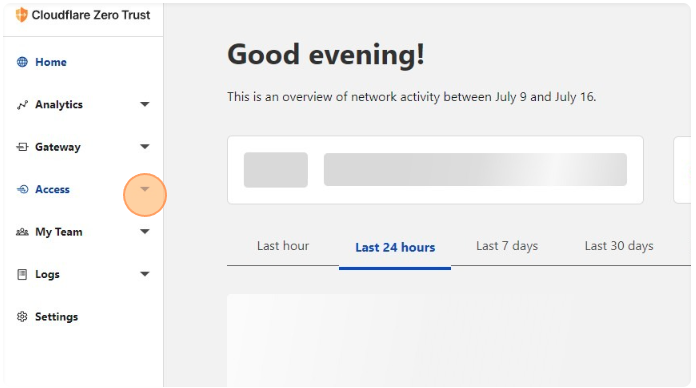 Cloudflare Zero Trust
Home
Analytics
Gateway
Access
My Team
Logs
Settings
Good evening!
This is an overview of network activity between July 9 and July 16.
Last hour
Last 24 hours
Last 7 days
Last 30 days